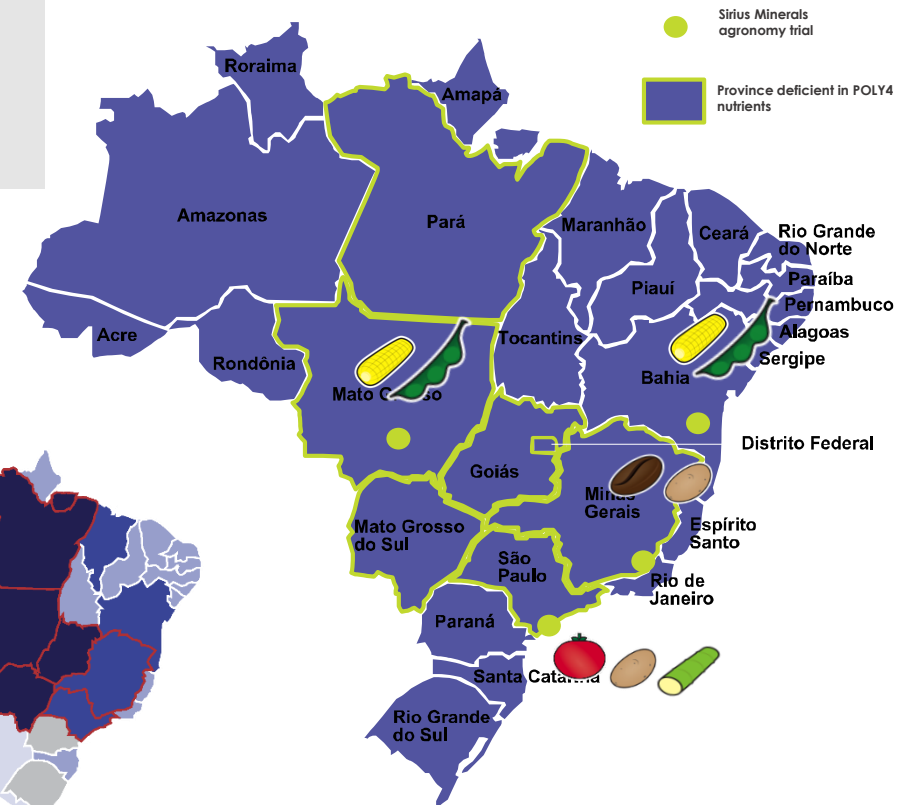 Sirius Minerals
agronomy trial
Province deficient in POLY4
nutrients
Roraima
Amapá
Amazonas
Pará
Maranhão
Ceará
Rio Grande
do Norte
Piauí
Paraíba
Pernambuco
Acre
Rondônia
Tocantins
Alagoas
Sergipe
Bahia
Mato Grosso
Distrito Federal
Goiás
Minas
Gerais
Mato Grosso
do Sul
Espírito
Santo
São
Paulo
Rio de
Janeiro
Paraná
Santa Catarina
Rio Grande
do Sul